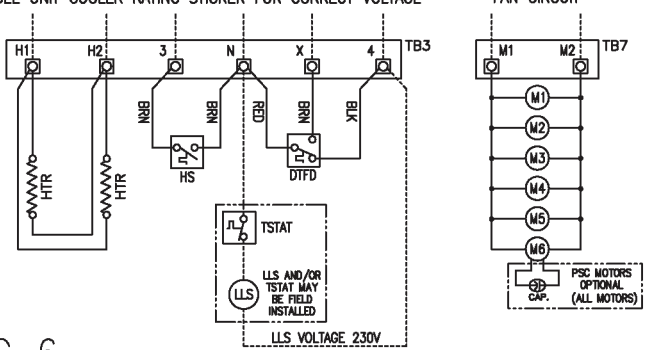 UNIT COOLER RATING STICKER FOR CORRECT VOLTAGE
FAN CIRCUIT
H1 H2 3 N X 4 TB3
M1 M2 TB7
BRN BRN RED BRN BLK
HTR HTR
HS
DTFD
M1
M2
M3
M4
M5
M6
TSTAT
LLS
LLS AND/OR
TSTAT MAY
BE FIELD
INSTALLED
LLS VOLTAGE 230V
CAP.
PSC MOTORS
OPTIONAL
(ALL MOTORS)